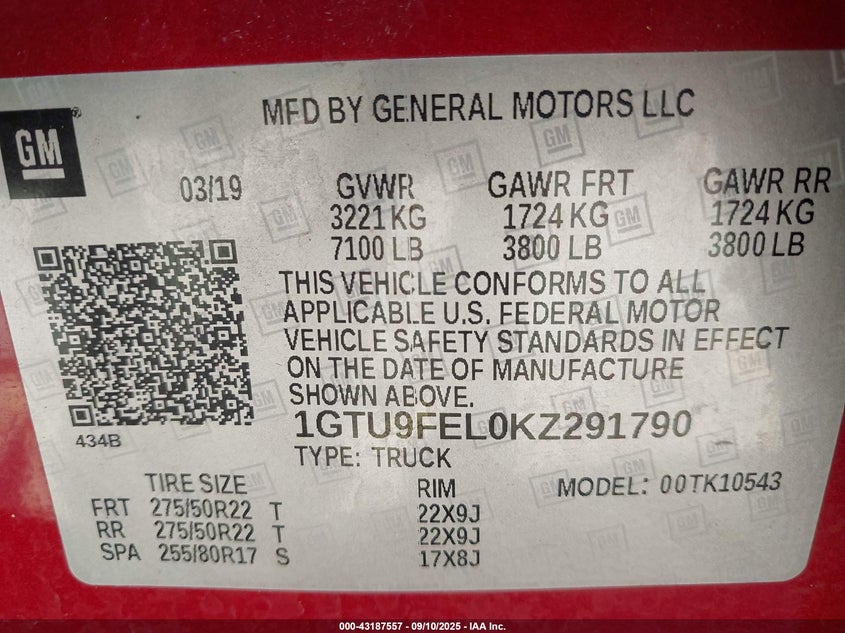 MFD BY GENERAL MOTORS LLC
GM
03/19 GVWR GAWR FRT GAWR RR
3221 KG 1724 KG 1724 KG
7100 LB 3800 LB 3800 LB
THIS VEHICLE CONFORMS TO ALL
APPLICABLE U.S. FEDERAL MOTOR
VEHICLE SAFETY STANDARDS IN EFFECT
ON THE DATE OF MANUFACTURE
SHOWN ABOVE.
434B
1GTU9FEL0KZ291790
TYPE: TRUCK
TIRE SIZE RIM MODEL: 00TK10543
FRT 275/50R22 T 22X9J
RR 275/50R22 T 22X9J
SPA 255/80R17 S 17X8J
000-43187557 - 09/10/2025 - IAA Inc.